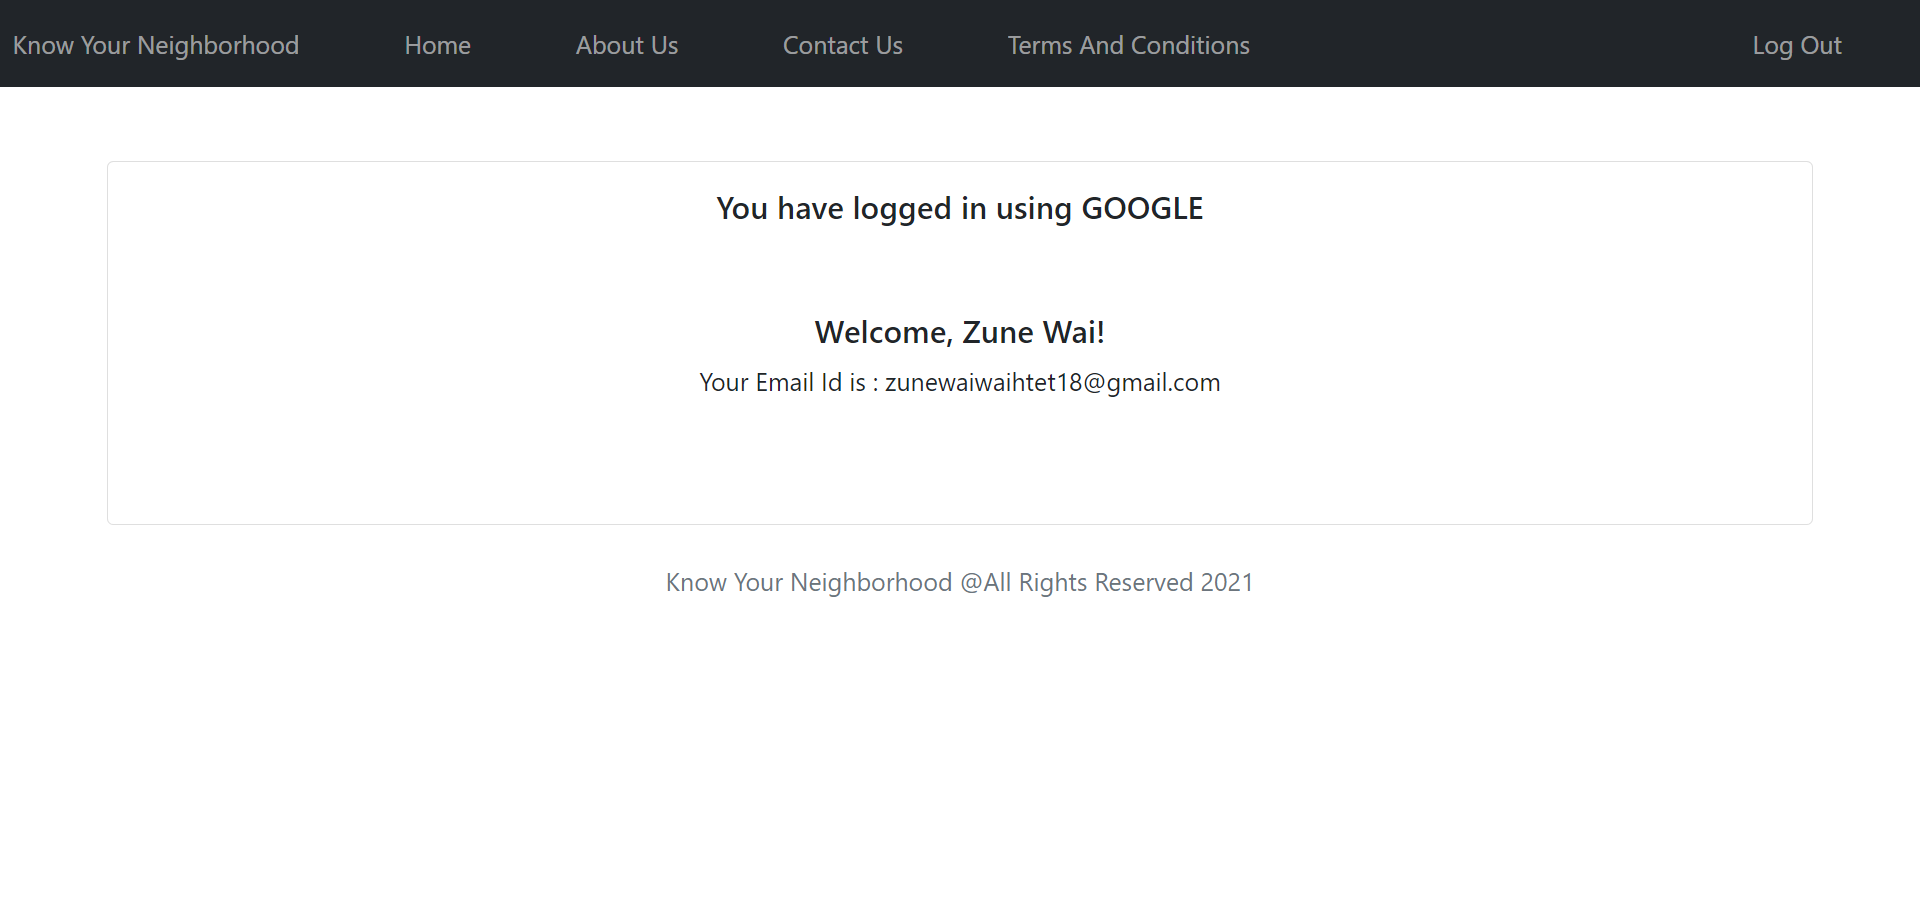 Know Your Neighborhood Home About Us Contact Us Terms And Conditions Log Out
You have logged in using GOOGLE
Welcome, Zune Wai!
Your Email Id is : zunewaiwaihtet18@gmail.com
Know Your Neighborhood @All Rights Reserved 2021